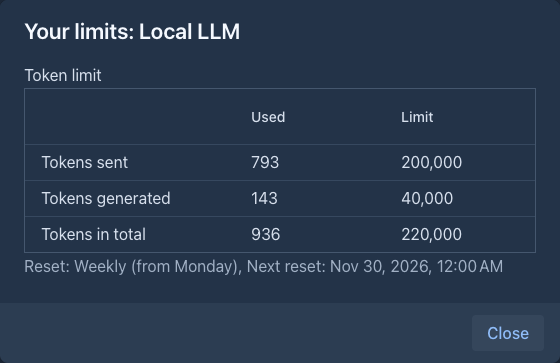 Your limits: Local LLM
Token limit
Used Limit
Tokens sent 793 200,000
Tokens generated 143 40,000
Tokens in total 936 220,000
Reset: Weekly (from Monday), Next reset: Nov 30, 2026, 12:00 AM
Close